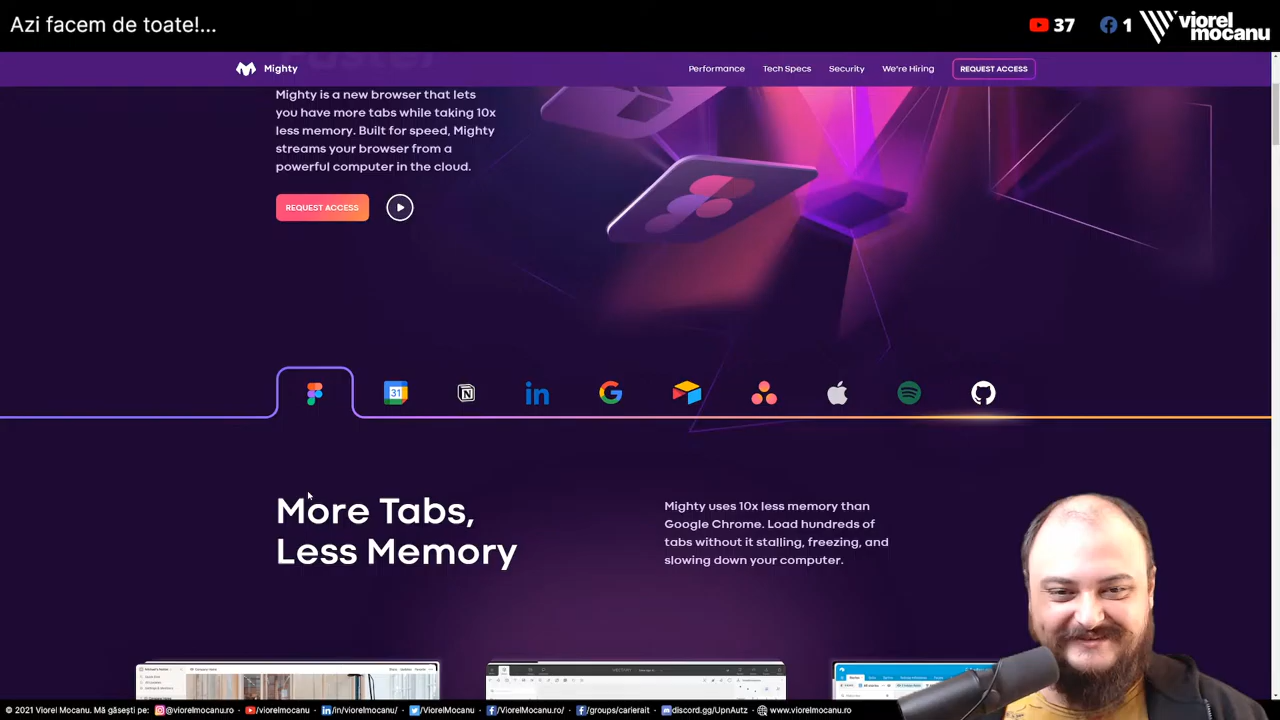 Azi facem de toate!...
37
1
viorel
mocanu
Mighty
Performance
Tech Specs
Security
We're Hiring
REQUEST ACCESS
Mighty is a new browser that lets
you have more tabs while taking 10x
less memory. Built for speed, Mighty
streams your browser from a
powerful computer in the cloud.
REQUEST ACCESS
31
More Tabs,
Less Memory
Mighty uses 10x less memory than
Google Chrome. Load hundreds of
tabs without it stalling, freezing, and
slowing down your computer.
© 2021 Viorel Mocanu. Mă găsești pe: @viorelmocanu.ro · /viorelmocanu · /in/viorelmocanu/ · /ViorelMocanu · /ViorelMocanu.ro/ · /groups/carierait · discord.gg/UpnAutz · www.viorelmocanu.ro